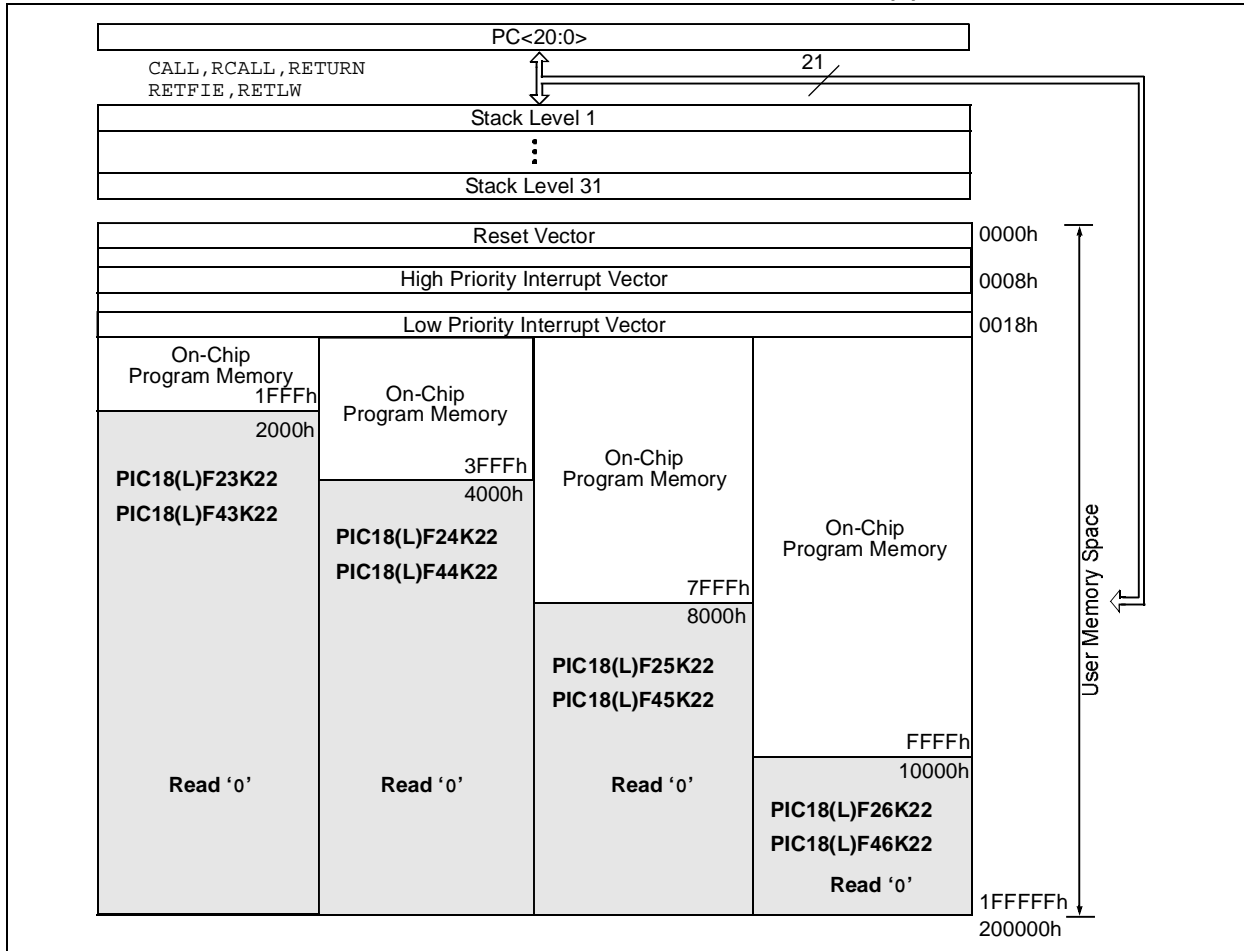 PC<20:0>
CALL,RCALL,RETURN
RETFIE,RETLW
21
Stack Level 1
Stack Level 31
Reset Vector
0000h
High Priority Interrupt Vector
0008h
Low Priority Interrupt Vector
0018h
On-Chip
Program Memory
1FFFh
2000h
PIC18(L)F23K22
PIC18(L)F43K22
Read ‘0’
On-Chip
Program Memory
3FFFh
4000h
PIC18(L)F24K22
PIC18(L)F44K22
Read ‘0’
On-Chip
Program Memory
7FFFh
8000h
PIC18(L)F25K22
PIC18(L)F45K22
Read ‘0’
On-Chip
Program Memory
FFFFh
10000h
PIC18(L)F26K22
PIC18(L)F46K22
Read ‘0’
1FFFFFh
200000h
User Memory Space